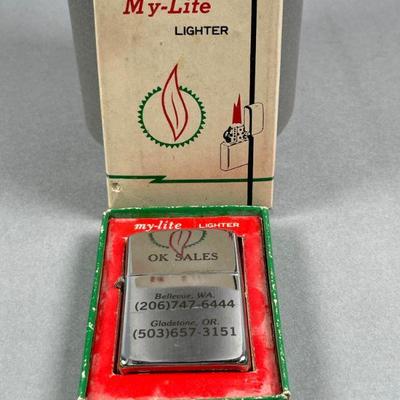 My-Lite
LIGHTER
my-lite LIGHTER
OK SALES
Bellevue, WA.
(206)747-6444
Gladstone, OR.
(503)657-3151